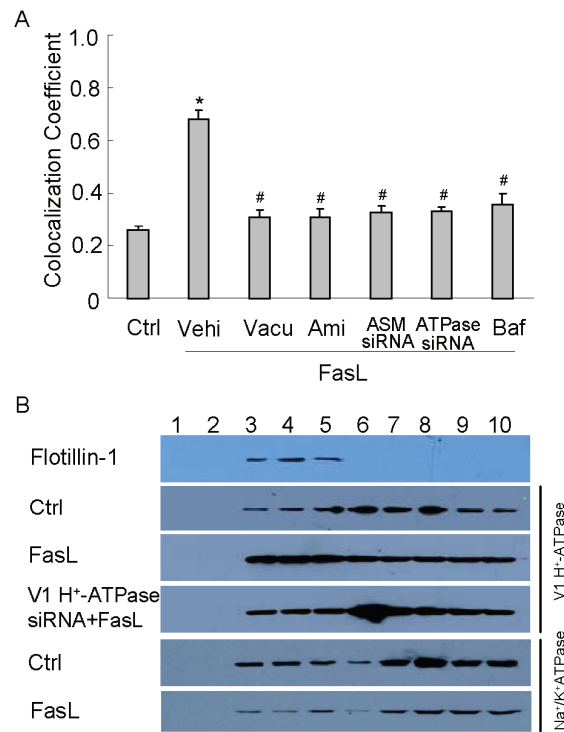 A
Colocalization Coefficient
1.0
0.8
0.6
0.4
0.2
0
*
#
#
#
#
#
Ctrl Vehi Vacu Ami ASM siRNA ATPase siRNA Baf
FasL
B
1 2 3 4 5 6 7 8 9 10
Flotillin-1
Ctrl
FasL
V1 H⁺-ATPase
siRNA+FasL
Ctrl
FasL
V1 H⁺-ATPase
Na⁺/K⁺ATPase